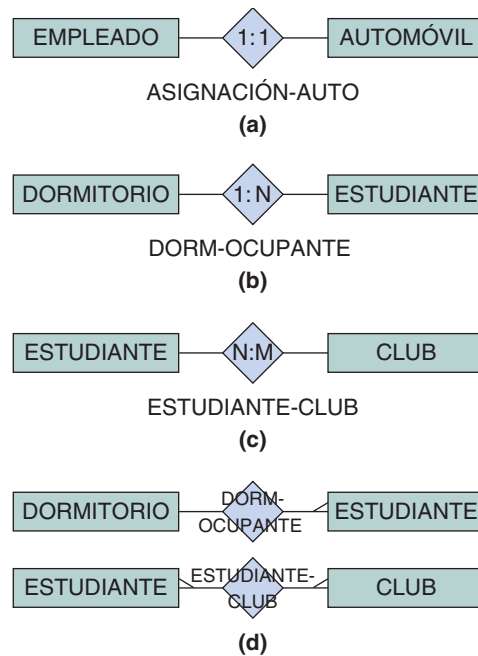 EMPLEADO 1:1 AUTOMÓVIL
ASIGNACIÓN-AUTO
(a)
DORMITORIO 1:N ESTUDIANTE
DORM-OCUPANTE
(b)
ESTUDIANTE N:M CLUB
ESTUDIANTE-CLUB
(c)
DORMITORIO DORM-OCUPANTE ESTUDIANTE
ESTUDIANTE ESTUDIANTE-CLUB CLUB
(d)